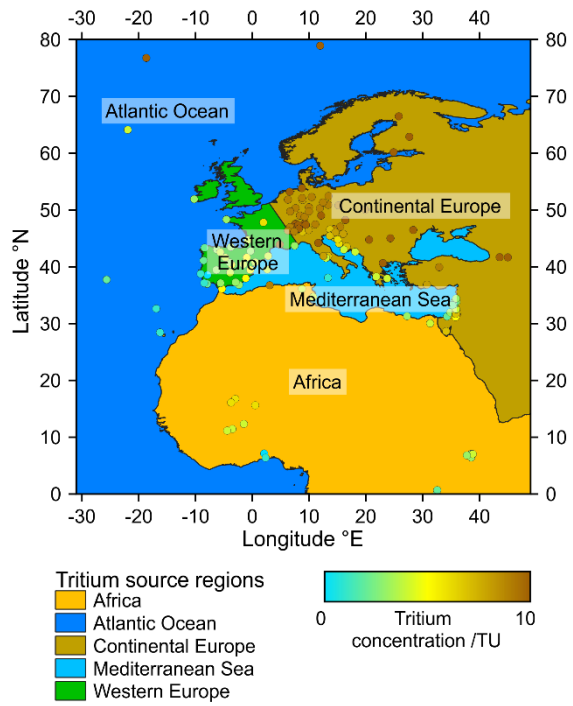 -30 -20 -10 0 10 20 30 40
80 80
70 70
Atlantic Ocean
60 60
50 50
Continental Europe
Western
Europe
40 40
Mediterranean Sea
30 30
Africa
20 20
10 10
0 0
Latitude °N
-30 -20 -10 0 10 20 30 40
Longitude °E
Tritium source regions
Africa
Atlantic Ocean
Continental Europe
Mediterranean Sea
Western Europe
0 Tritium 10
concentration /TU